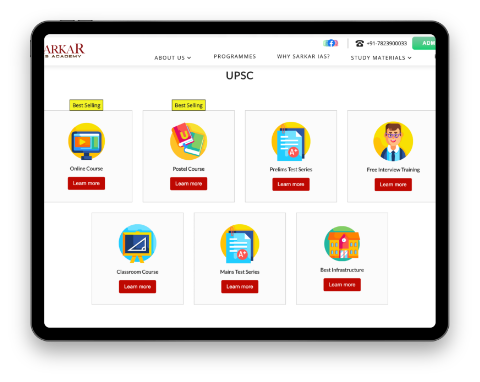 ARKAR
S ACADEMY
+91-7823900033
ADM
ABOUT US
PROGRAMMES
WHY SARKAR IAS?
STUDY MATERIALS
UPSC
Best Selling
Best Selling
Online Course
Postel Course
Prelims Test Series
Free Interview Training
Learn more
Learn more
Learn more
Learn more
Classroom Course
Mains Test Series
Best Infrastructure
Learn more
Learn more
Learn more